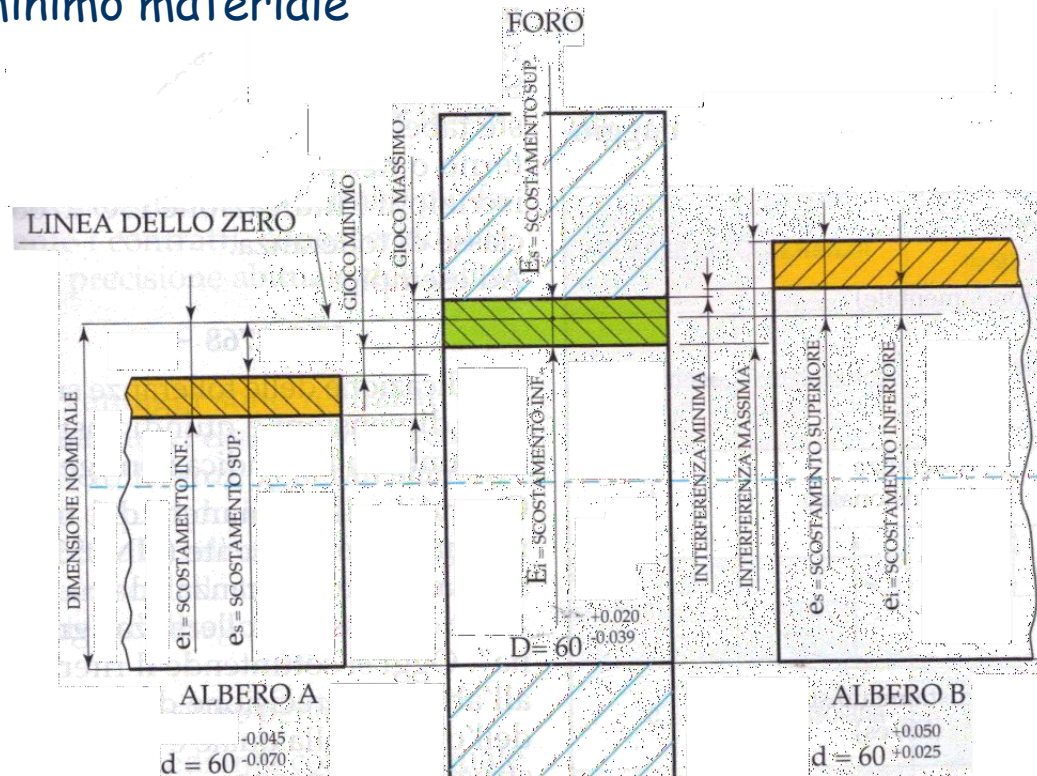 minimo materiale
FORO
LINEA DELLO ZERO
GIOCO MINIMO
GIOCO MASSIMO
Es = SCOSTAMENTO SUP.
DIMENSIONE NOMINALE
ei = SCOSTAMENTO INF.
es = SCOSTAMENTO SUP.
Ei = SCOSTAMENTO INF.
INTERFERENZA MINIMA
INTERFERENZA MASSIMA
es = SCOSTAMENTO SUPERIORE
ei = SCOSTAMENTO INFERIORE
D= 60 +0.020 -0.039
ALBERO A
d = 60 -0.045 -0.070
ALBERO B
d = 60 +0.050 +0.025